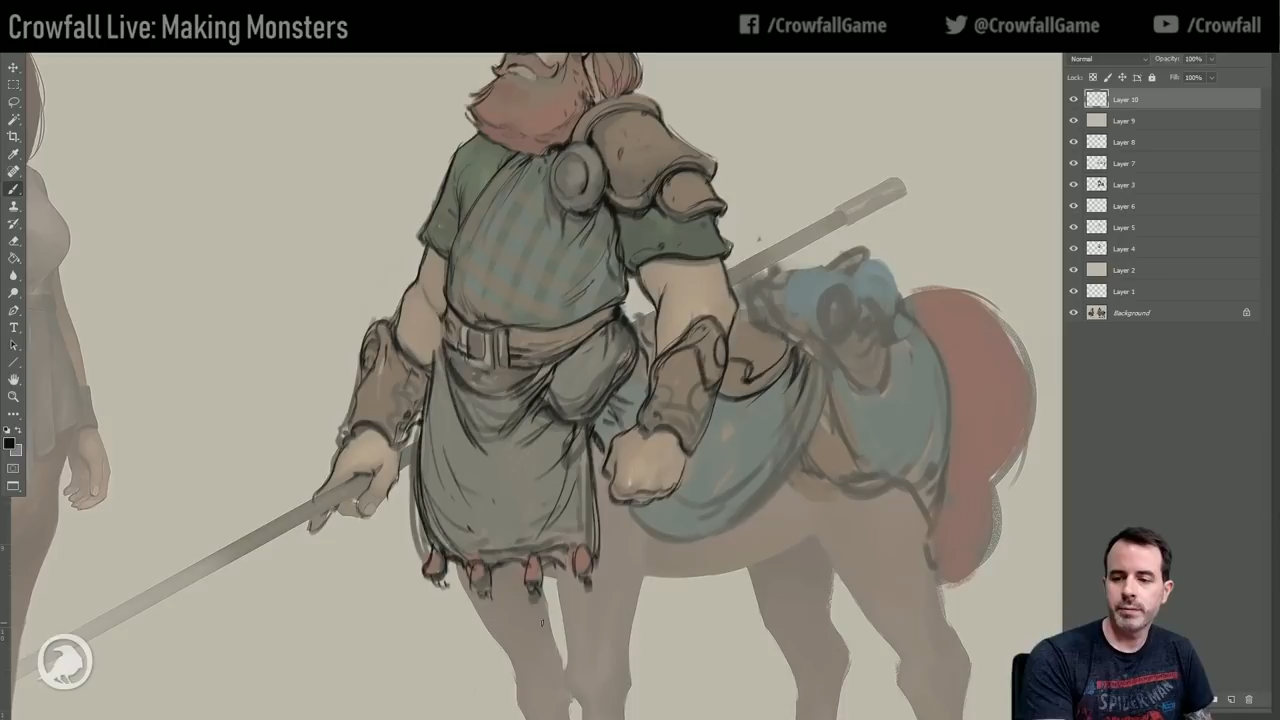 Crowfall Live: Making Monsters
/CrowfallGame
@CrowfallGame
/Crowfall
Normal
Opacity: 100%
Lock:
Fill: 100%
Layer 10
Layer 9
Layer 8
Layer 7
Layer 3
Layer 6
Layer 5
Layer 4
Layer 2
Layer 1
Background
SPIDER-MAN